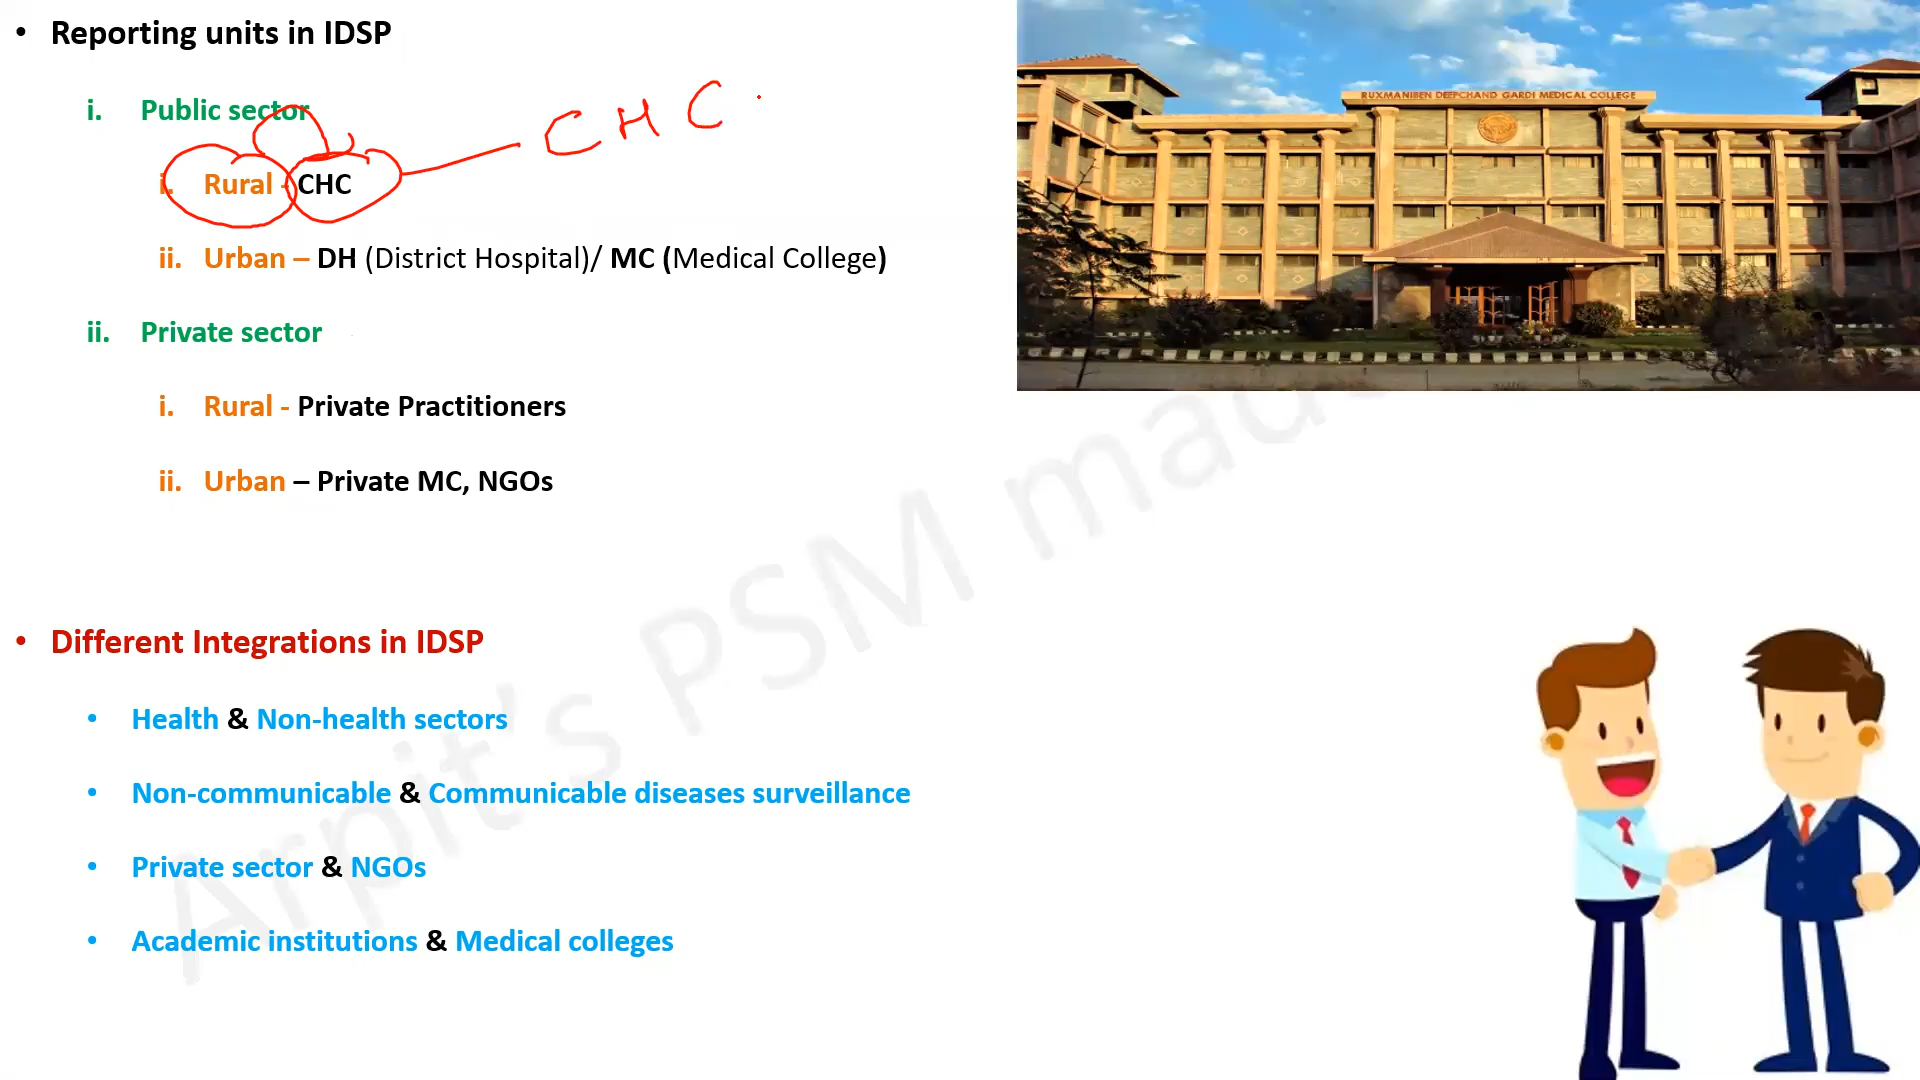 • Reporting units in IDSP
i. Public sector
i. Rural - CHC
CHC
ii. Urban – DH (District Hospital)/ MC (Medical College)
ii. Private sector
i. Rural - Private Practitioners
ii. Urban – Private MC, NGOs
• Different Integrations in IDSP
• Health & Non-health sectors
• Non-communicable & Communicable diseases surveillance
• Private sector & NGOs
• Academic institutions & Medical colleges
RUXMANIBEN DEEPCHAND GARDI MEDICAL COLLEGE
Arpit's PSM made